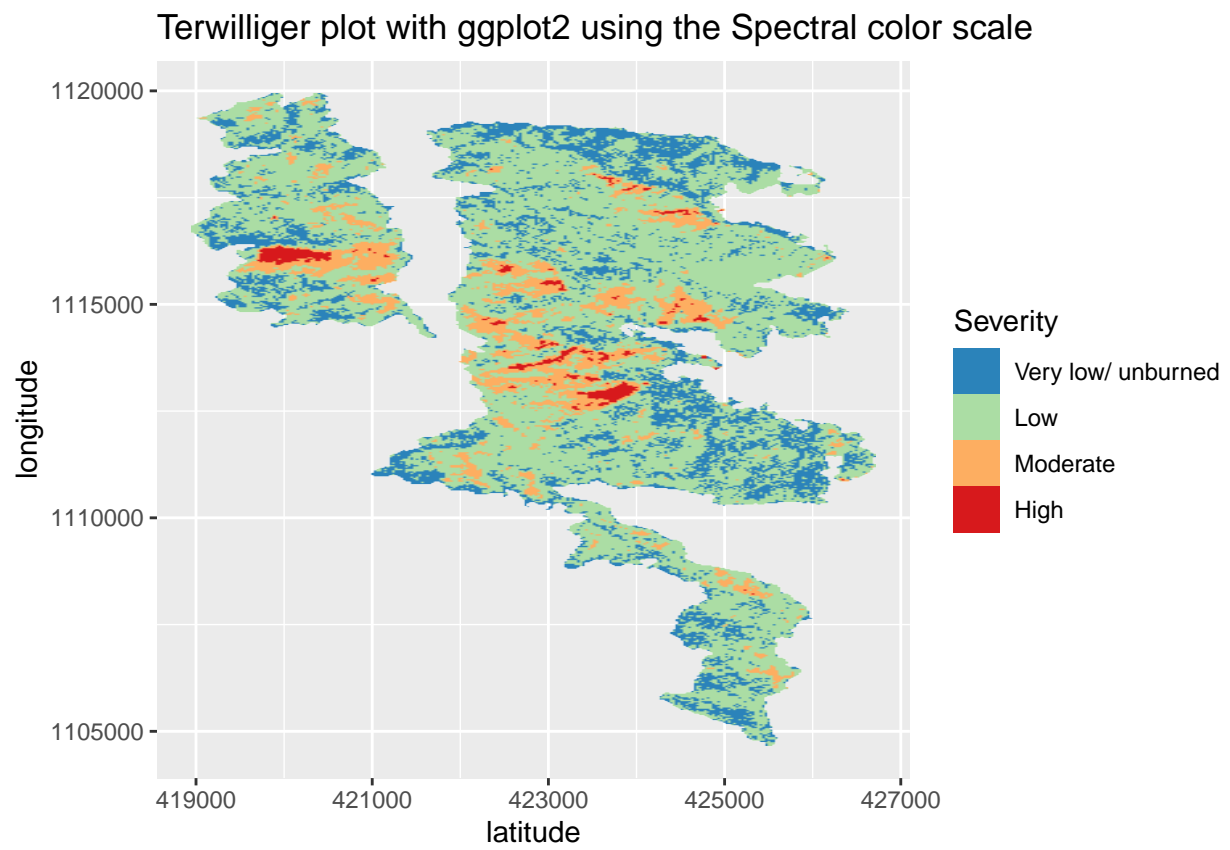 Terwilliger plot with ggplot2 using the Spectral color scale
1120000
1115000
1110000
1105000
longitude
419000 421000 423000 425000 427000
latitude
Severity
Very low/ unburned
Low
Moderate
High